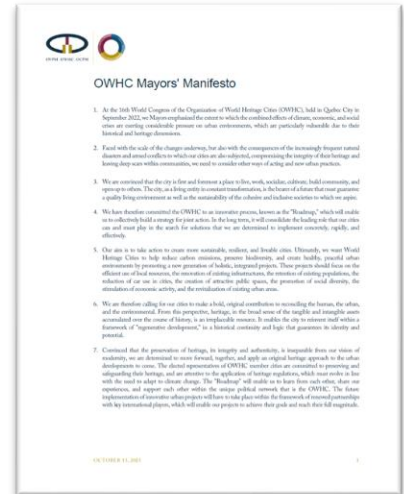 OVPM OWHC OCPM
OWHC Mayors' Manifesto
1. At the 16th World Congress of the Organization of World Heritage Cities (OWHC), held in Quebec City in
September 2022, we Mayors emphasized the extent to which the combined effects of climate, economic, and social
crises are exerting considerable pressure on urban environments, which are particularly vulnerable due to their
historical and heritage dimensions.
2. Faced with the scale of the changes underway, but also with the consequences of the increasingly frequent natural
disasters and armed conflicts to which our cities are also subjected, compromising the integrity of their heritage and
leaving deep scars within communities, we need to consider other ways of acting and new urban practices.
3. We are convinced that the city is first and foremost a place to live, work, socialize, cultivate, build community, and
open up to others. The city, as a living entity in constant transformation, is the bearer of a future that must guarantee
a quality living environment as well as the sustainability of the cohesive and inclusive societies to which we aspire.
4. We have therefore committed the OWHC to an innovative process, known as the "Roadmap," which will enable
us to collectively build a strategy for joint action. In the long term, it will consolidate the leading role that our cities
can and must play in the search for solutions that we are determined to implement concretely, rapidly, and
effectively.
5. Our aim is to take action to create more sustainable, resilient, and liveable cities. Ultimately, we want World
Heritage Cities to help reduce carbon emissions, preserve biodiversity, and create healthy, peaceful urban
environments by promoting a new generation of holistic, integrated projects. These projects should focus on the
efficient use of local resources, the renovation of existing infrastructures, the retention of existing populations, the
reduction of car use in cities, the creation of attractive public spaces, the promotion of social diversity, the
stimulation of economic activity, and the revitalisation of existing urban areas.
6. We are therefore calling for our cities to make a bold, original contribution to reconciling the human, the urban,
and the environmental. From this perspective, heritage, in the broad sense of the tangible and intangible assets
accumulated over the course of history, is an irreplaceable resource. It enables the city to reinvent itself within a
framework of "regenerative development," in a historical continuity and logic that guarantees its identity and
potential.
7. Convinced that the preservation of heritage, its integrity and authenticity, is inseparable from our vision of
modernity, we are determined to move forward, together, and apply an original heritage approach to the urban
developments to come. The elected representatives of OWHC member cities are committed to preserving and
safeguarding their heritage, and are attentive to the application of heritage regulations, which must evolve in line
with the need to adapt to climate change. The "Roadmap" will enable us to learn from each other, share our
experiences, and support each other within the unique political network that is the OWHC. The future
implementation of innovative urban projects will have to take place within the framework of renewed partnerships
with key international players, which will enable our projects to achieve their goals and reach their full magnitude.
OCTOBER 11, 2023
1